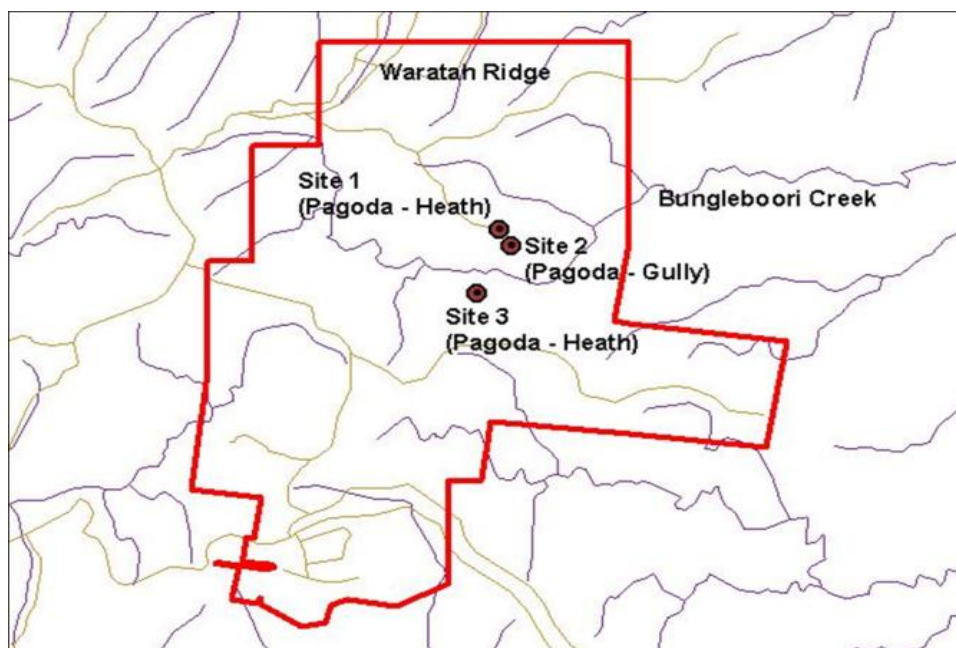 Waratah Ridge
Site 1
(Pagoda - Heath)
Bungleboori Creek
Site 2
(Pagoda - Gully)
Site 3
(Pagoda - Heath)